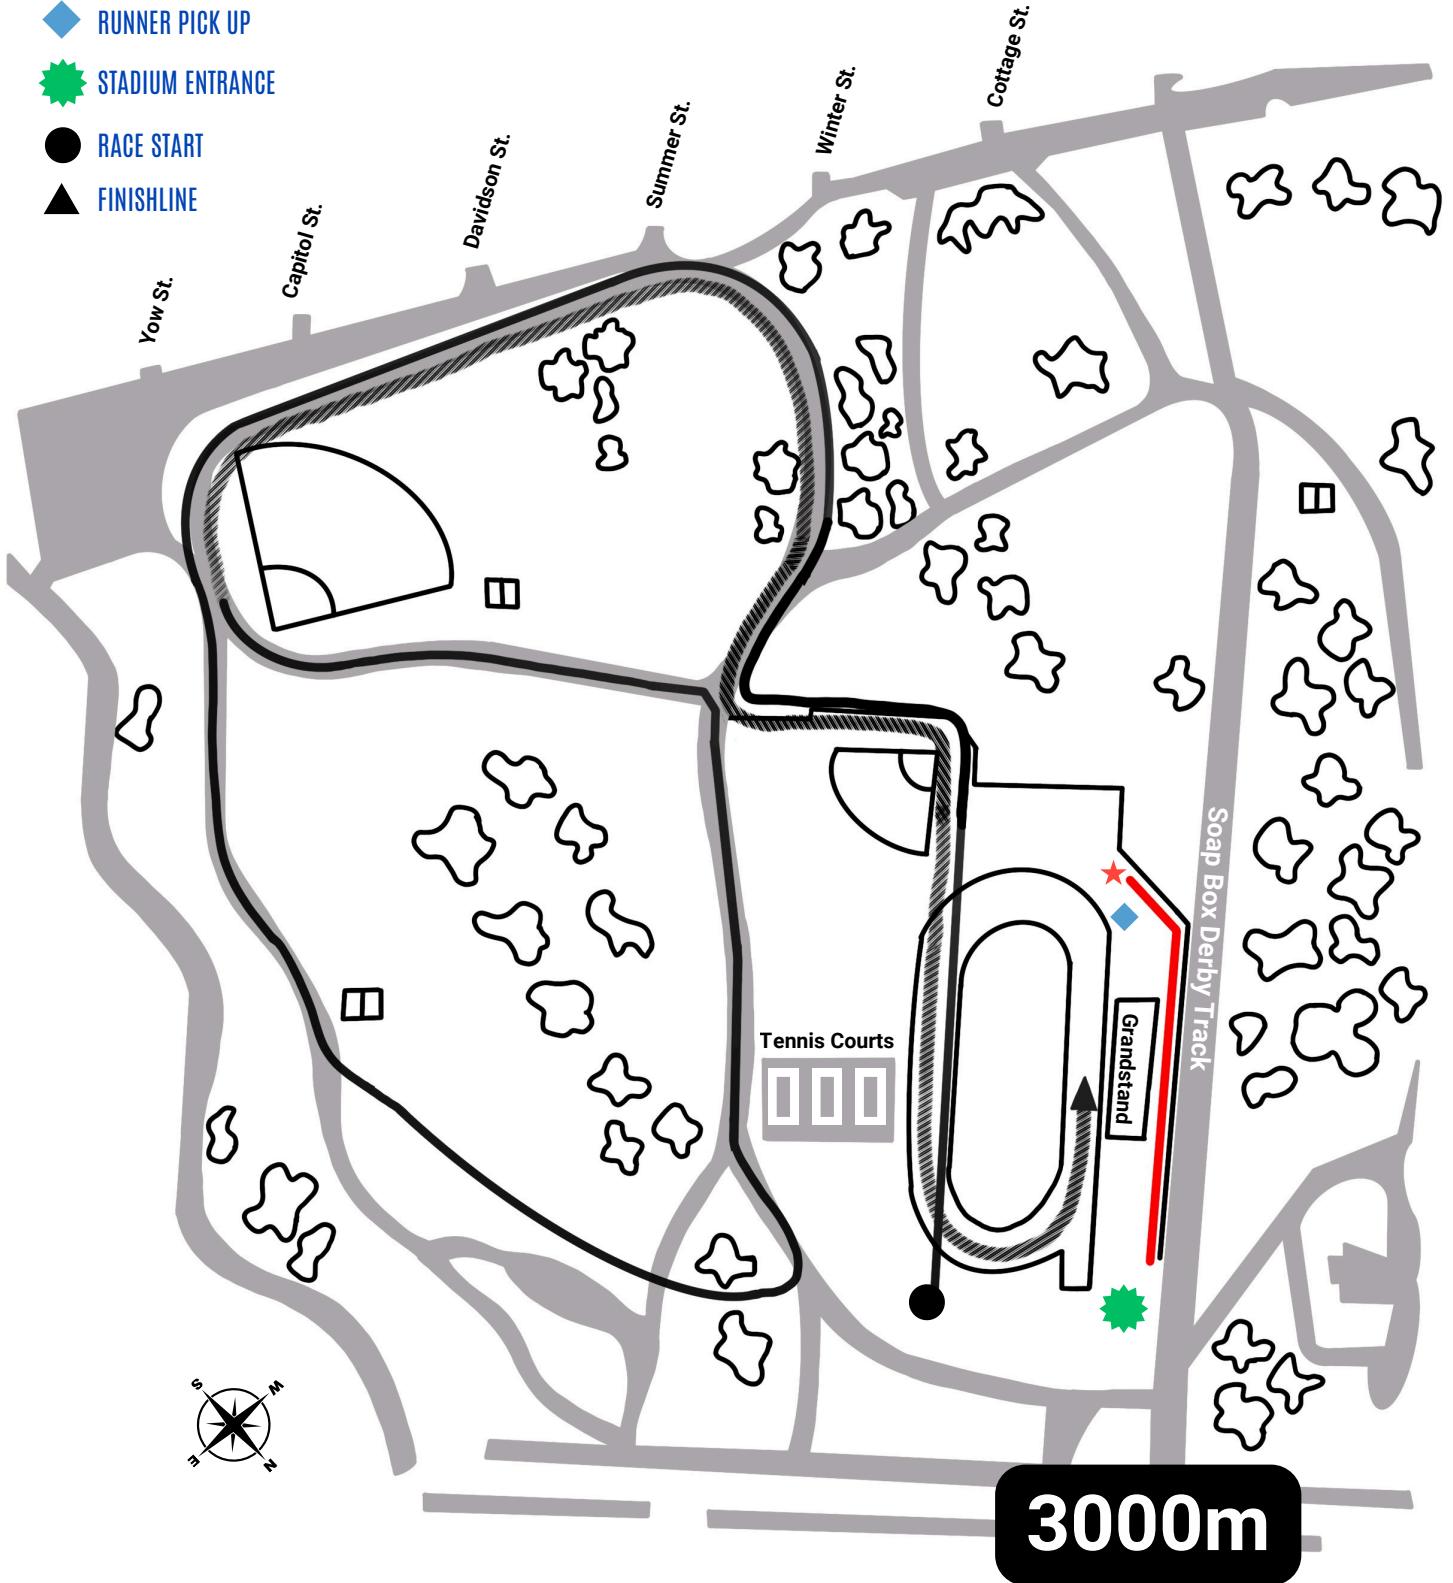 RUNNER PICK UP
STADIUM ENTRANCE
RACE START
FINISHLINE
Yow St.
Capitol St.
Davidson St.
Summer St.
Winter St.
Cottage St.
Soap Box Derby Track
Grandstand
Tennis Courts
S
W
E
N
3000m